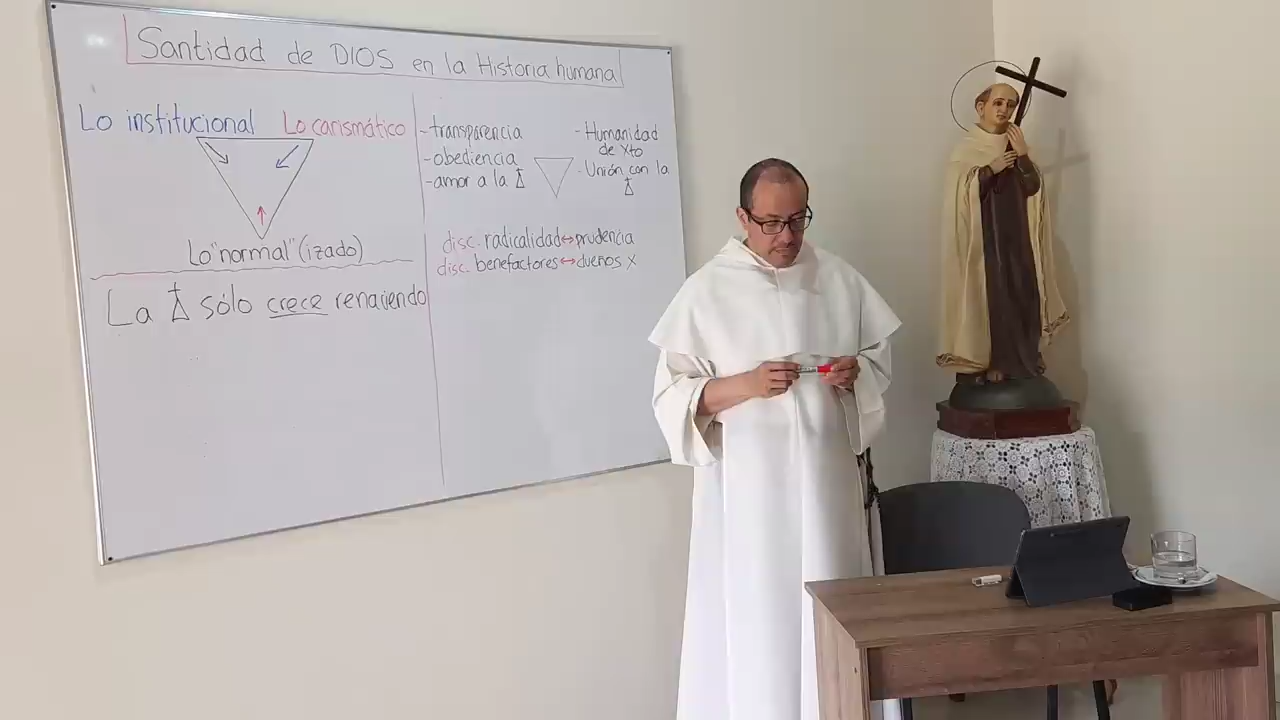 Santidad de DIOS en la Historia humana
Lo institucional
Lo carismático
Lo "normal" (izado)
La sólo crece renaciendo
-transparencia
-obediencia
-amor a la
- Humanidad
de Xto
- Unión con la
disc. radicalidad↔prudencia
disc. benefactores↔dueños X